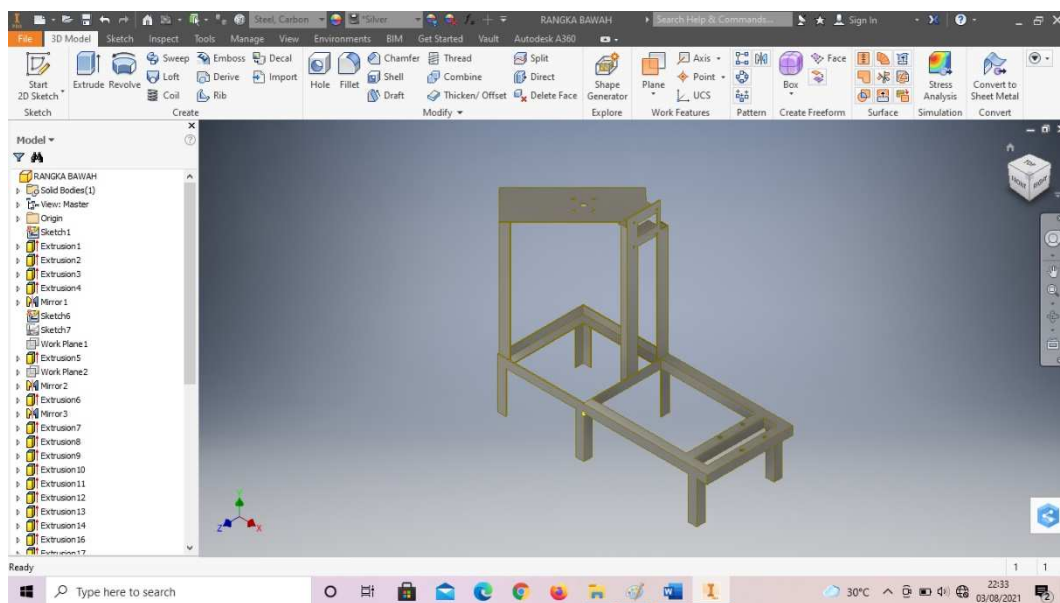 Steel, Carbon
*Silver
RANGKA BAWAH
Search Help & Commands...
Sign In
File 3D Model Sketch Inspect Tools Manage View Environments BIM Get Started Vault Autodesk A360
Start 2D Sketch
Extrude
Revolve
Sweep
Loft
Coil
Emboss
Derive
Rib
Decal
Import
Hole
Fillet
Chamfer
Shell
Draft
Thread
Combine
Thicken/ Offset
Split
Direct
Delete Face
Shape Generator
Plane
Axis
Point
UCS
Box
Face
Stress Analysis
Convert to Sheet Metal
Sketch Create Modify Explore Work Features Pattern Create Freeform Surface Simulation Convert
Model
RANGKA BAWAH
Solid Bodies(1)
View: Master
Origin
Sketch1
Extrusion1
Extrusion2
Extrusion3
Extrusion4
Mirror1
Sketch6
Sketch7
Work Plane1
Extrusion5
Work Plane2
Mirror2
Extrusion6
Mirror3
Extrusion7
Extrusion8
Extrusion9
Extrusion10
Extrusion11
Extrusion12
Extrusion13
Extrusion14
Extrusion16
Extrusion17
TOP
FRONT
RIGHT
Y
Z
X
Ready
1 1
Type here to search
30°C
22:33
03/08/2021
2